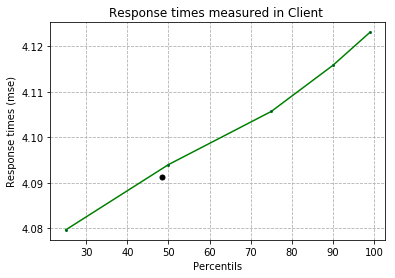 Response times measured in Client
4.12
4.11
4.10
4.09
4.08
Response times (mse)
30 40 50 60 70 80 90 100
Percentils